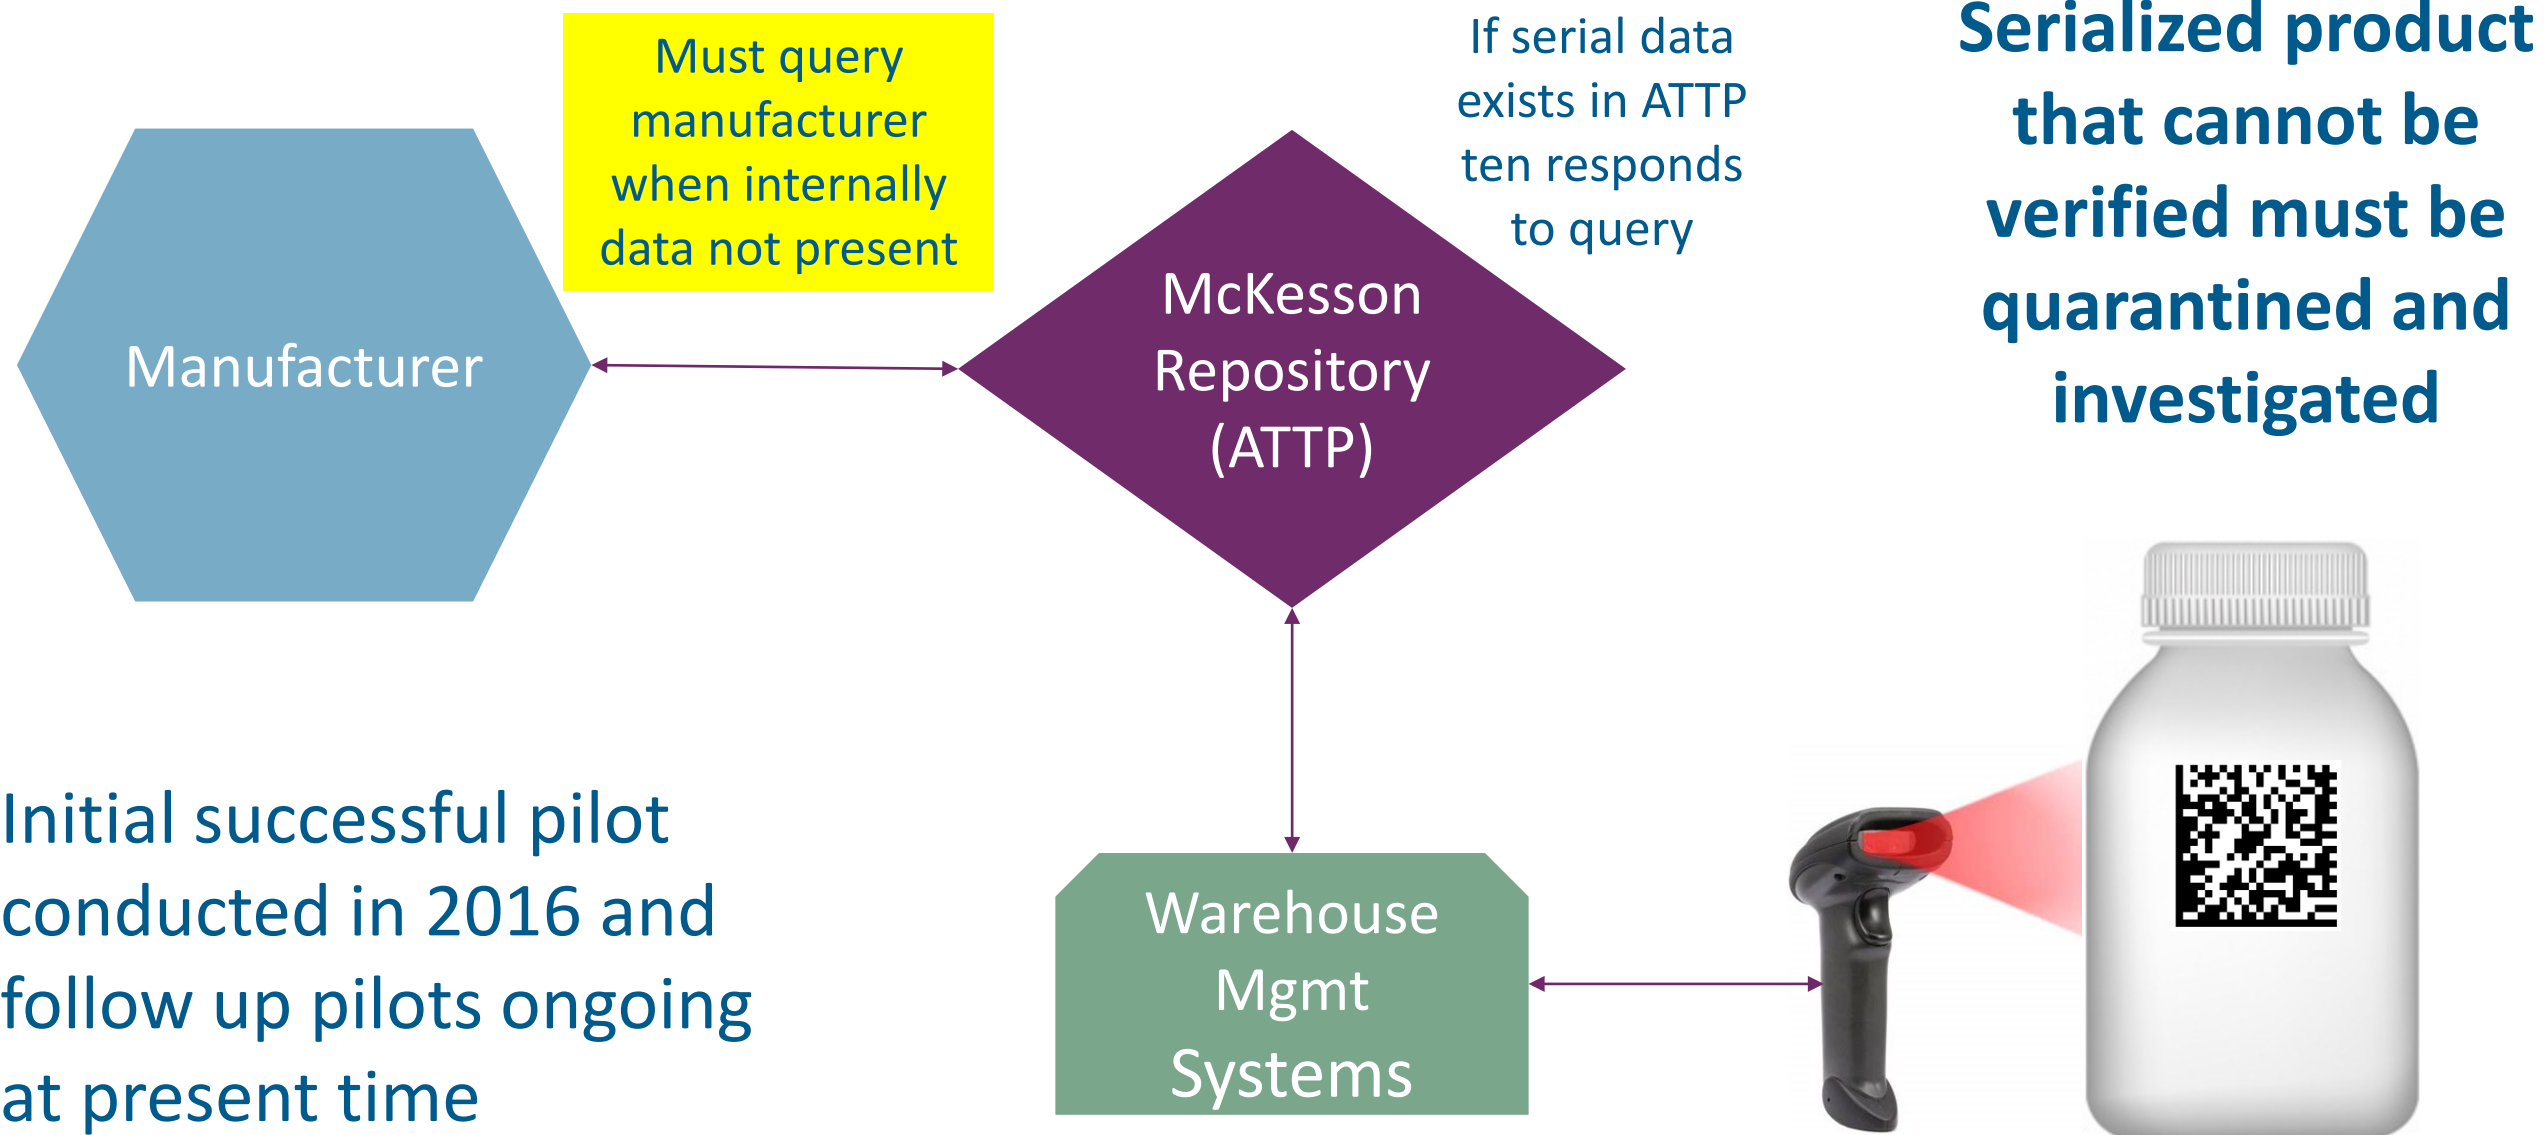 Must query
manufacturer
when internally
data not present
If serial data
exists in ATTP
ten responds
to query
Serialized product
that cannot be
verified must be
quarantined and
investigated
Manufacturer
McKesson
Repository
(ATTP)
Initial successful pilot
conducted in 2016 and
follow up pilots ongoing
at present time
Warehouse
Mgmt
Systems